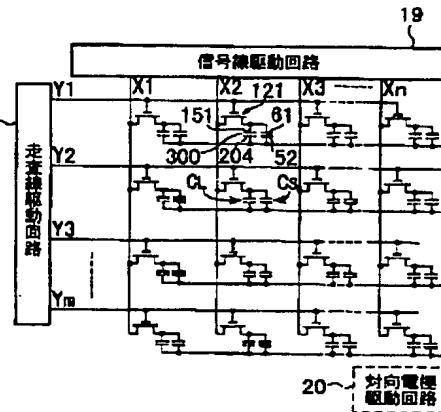 19
信号線駆動回路
X1 X2 X3 Xn
Y1
121
151 61
300 204 52
走査線駆動回路
Y2
CL Cs
Y3
Ym
20
対向電極
駆動回路